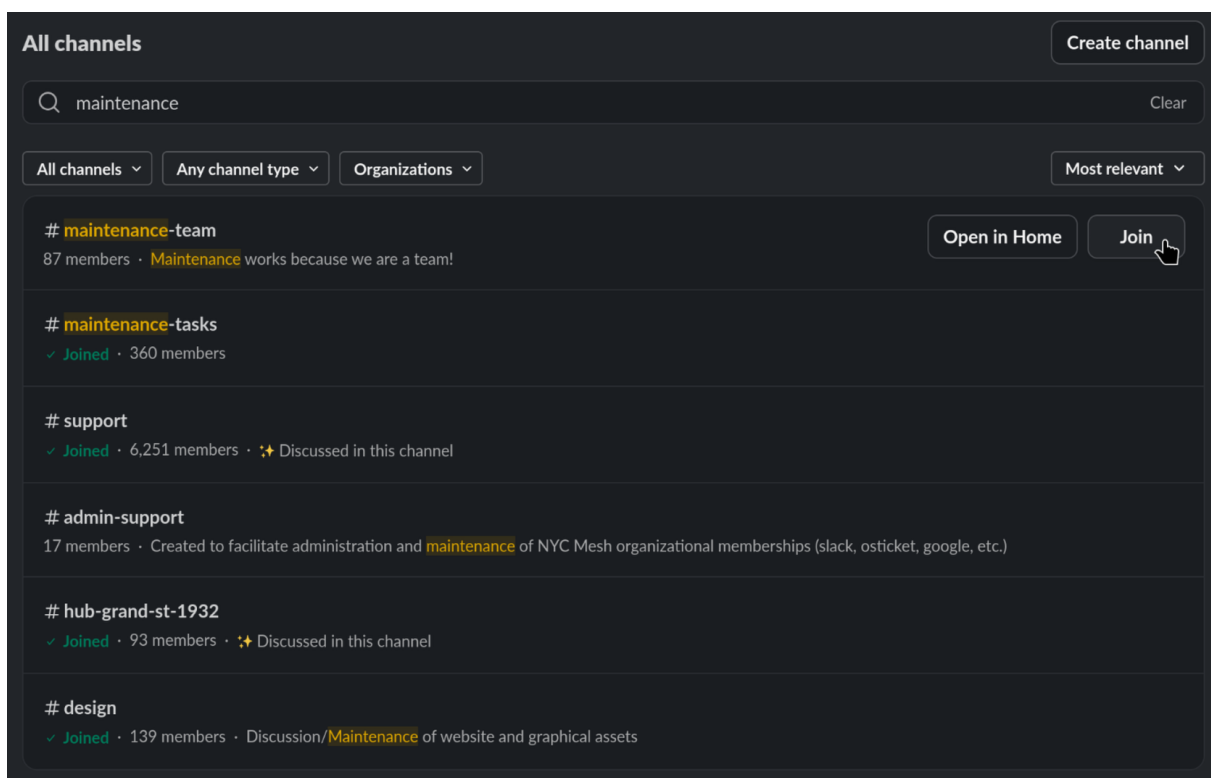 All channels
Create channel
maintenance
Clear
All channels
Any channel type
Organizations
Most relevant
# maintenance-team
87 members · Maintenance works because we are a team!
Open in Home
Join
# maintenance-tasks
✓ Joined · 360 members
# support
✓ Joined · 6,251 members · ✨ Discussed in this channel
# admin-support
17 members · Created to facilitate administration and maintenance of NYC Mesh organizational memberships (slack, osticket, google, etc.)
# hub-grand-st-1932
✓ Joined · 93 members · ✨ Discussed in this channel
# design
✓ Joined · 139 members · Discussion/Maintenance of website and graphical assets